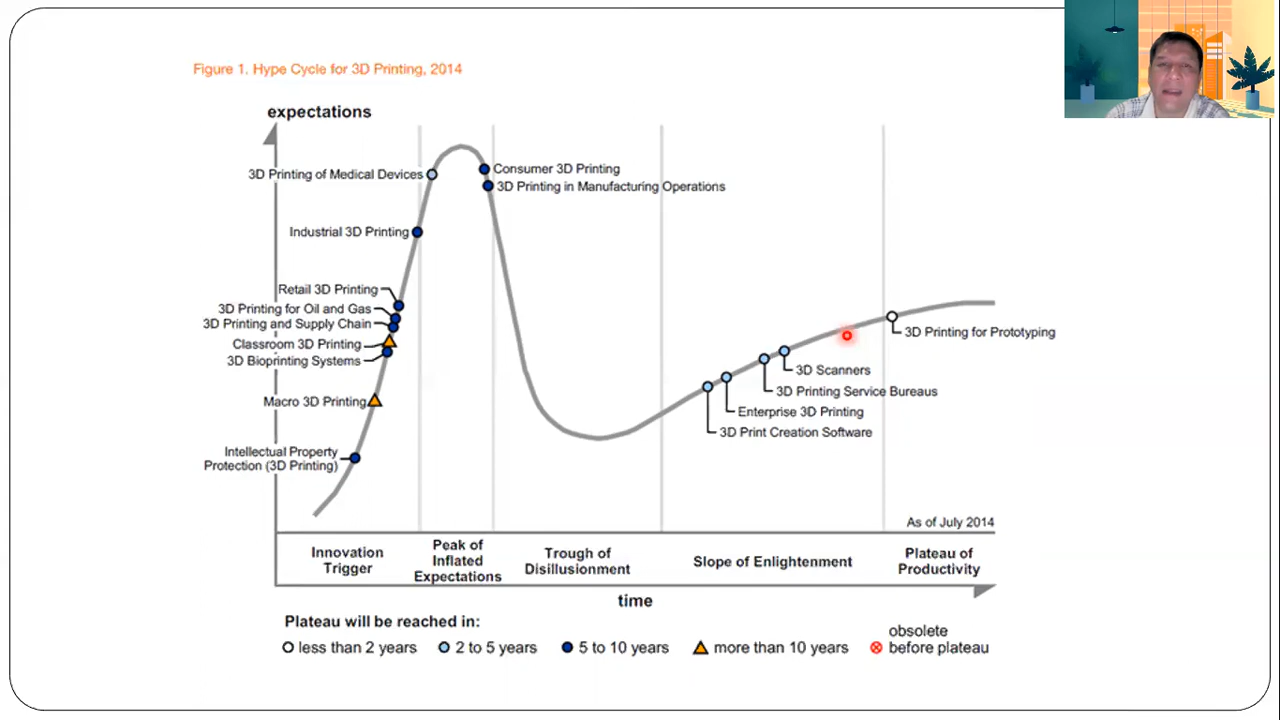 Figure 1. Hype Cycle for 3D Printing, 2014
expectations
3D Printing of Medical Devices
Consumer 3D Printing
3D Printing in Manufacturing Operations
Industrial 3D Printing
Retail 3D Printing
3D Printing for Oil and Gas
3D Printing and Supply Chain
Classroom 3D Printing
3D Bioprinting Systems
Macro 3D Printing
Intellectual Property
Protection (3D Printing)
3D Printing for Prototyping
3D Scanners
3D Printing Service Bureaus
Enterprise 3D Printing
3D Print Creation Software
As of July 2014
Innovation
Trigger
Peak of
Inflated
Expectations
Trough of
Disillusionment
Slope of Enlightenment
Plateau of
Productivity
time
Plateau will be reached in:
less than 2 years
2 to 5 years
5 to 10 years
more than 10 years
obsolete
before plateau